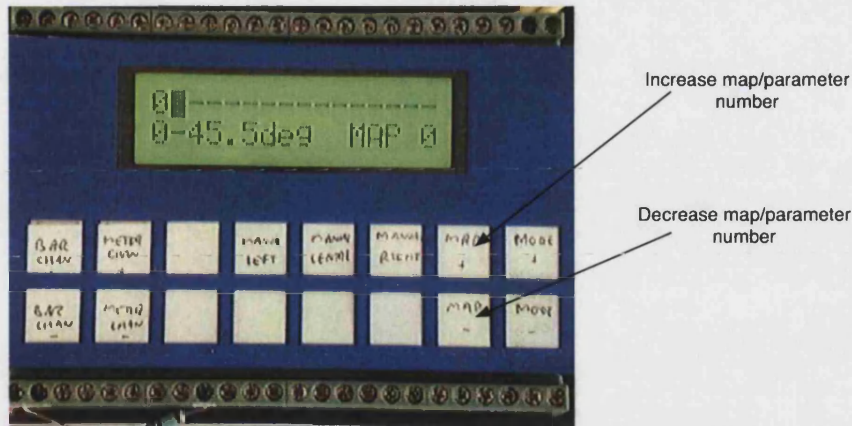 0
0-45.5deg MAP 0
Increase map/parameter
number
Decrease map/parameter
number
BAR CHAN +
METER CHAN +
MANU LEFT
MANU
MANU RIGHT
MAP +
MODE +
BAR CHAN -
METER CHAN -
MAP -
MODE -